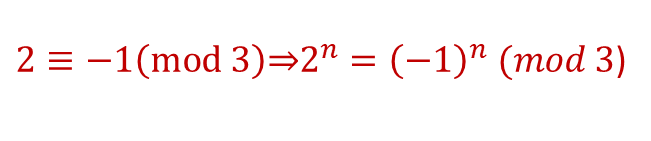 2 ≡ −1(mod 3)⇒2ⁿ = (−1)ⁿ (mod 3)